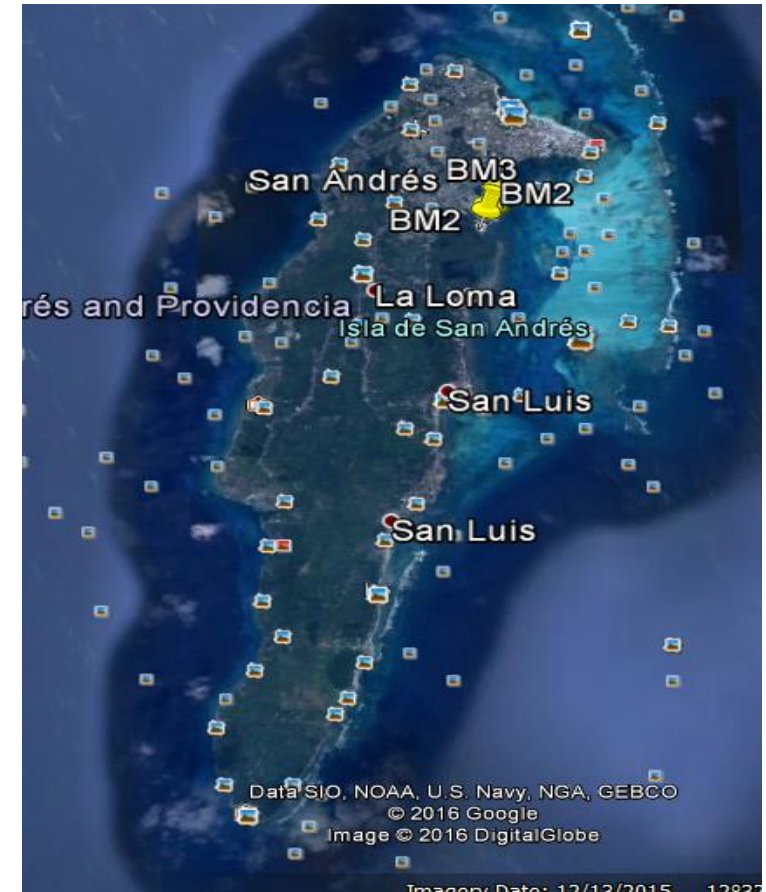 San Andrés
BM3
BM2
BM2
La Loma
rés and Providencia
Isla de San Andrés
San Luis
San Luis
Data SIO, NOAA, U.S. Navy, NGA, GEBCO
© 2016 Google
Image © 2016 DigitalGlobe
Imagery Date: 12/13/2015